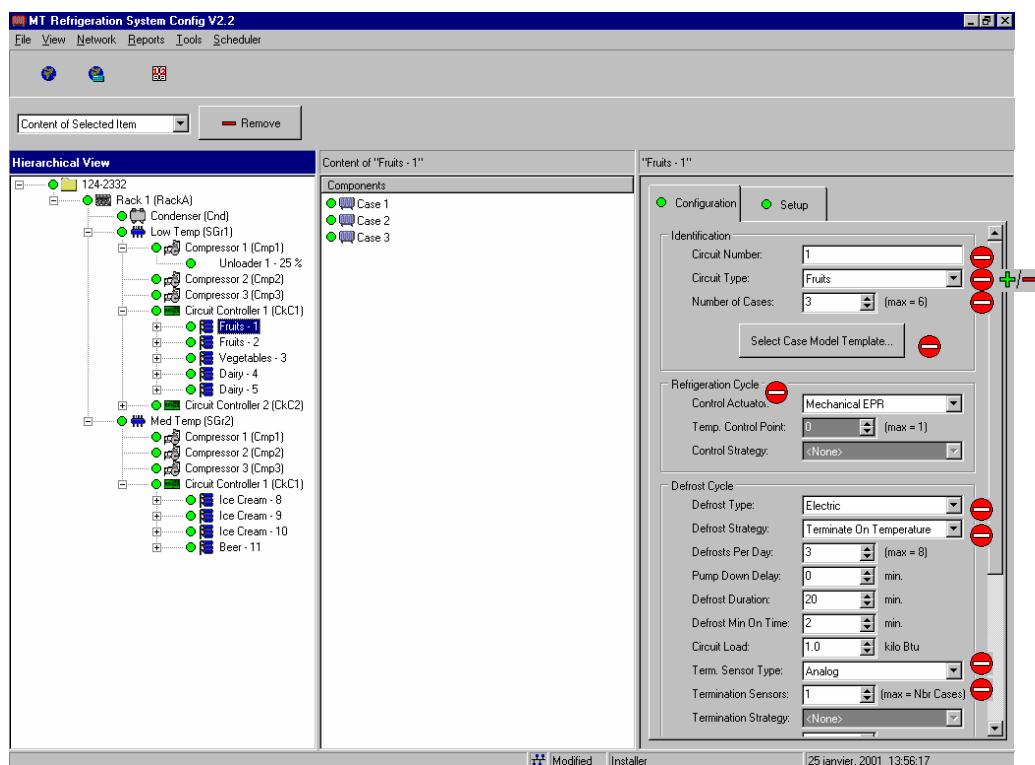 MT Refrigeration System Config V2.2
File View Network Reports Tools Scheduler
Content of Selected Item
Remove
Hierarchical View
124-2332
Rack 1 (RackA)
Condenser (Cnd)
Low Temp (SGr1)
Compressor 1 (Cmp1)
Unloader 1 - 25 %
Compressor 2 (Cmp2)
Compressor 3 (Cmp3)
Circuit Controller 1 (CkC1)
Fruits - 1
Fruits - 2
Vegetables - 3
Dairy - 4
Dairy - 5
Circuit Controller 2 (CkC2)
Med Temp (SGr2)
Compressor 1 (Cmp1)
Compressor 2 (Cmp2)
Compressor 3 (Cmp3)
Circuit Controller 1 (CkC1)
Ice Cream - 8
Ice Cream - 9
Ice Cream - 10
Beer - 11
Content of "Fruits - 1"
Components
Case 1
Case 2
Case 3
"Fruits - 1"
Configuration
Setup
Identification
Circuit Number: 1
Circuit Type: Fruits
Number of Cases: 3 (max = 6)
Select Case Model Template...
Refrigeration Cycle
Control Actuator: Mechanical EPR
Temp. Control Point: 0 (max = 1)
Control Strategy: <None>
Defrost Cycle
Defrost Type: Electric
Defrost Strategy: Terminate On Temperature
Defrosts Per Day: 3 (max = 8)
Pump Down Delay: 0 min.
Defrost Duration: 20 min.
Defrost Min On Time: 2 min.
Circuit Load: 1.0 kilo Btu
Term. Sensor Type: Analog
Termination Sensors: 1 (max = Nbr Cases)
Termination Strategy: <None>
Modified Installer 25 janvier, 2001 13:56:17